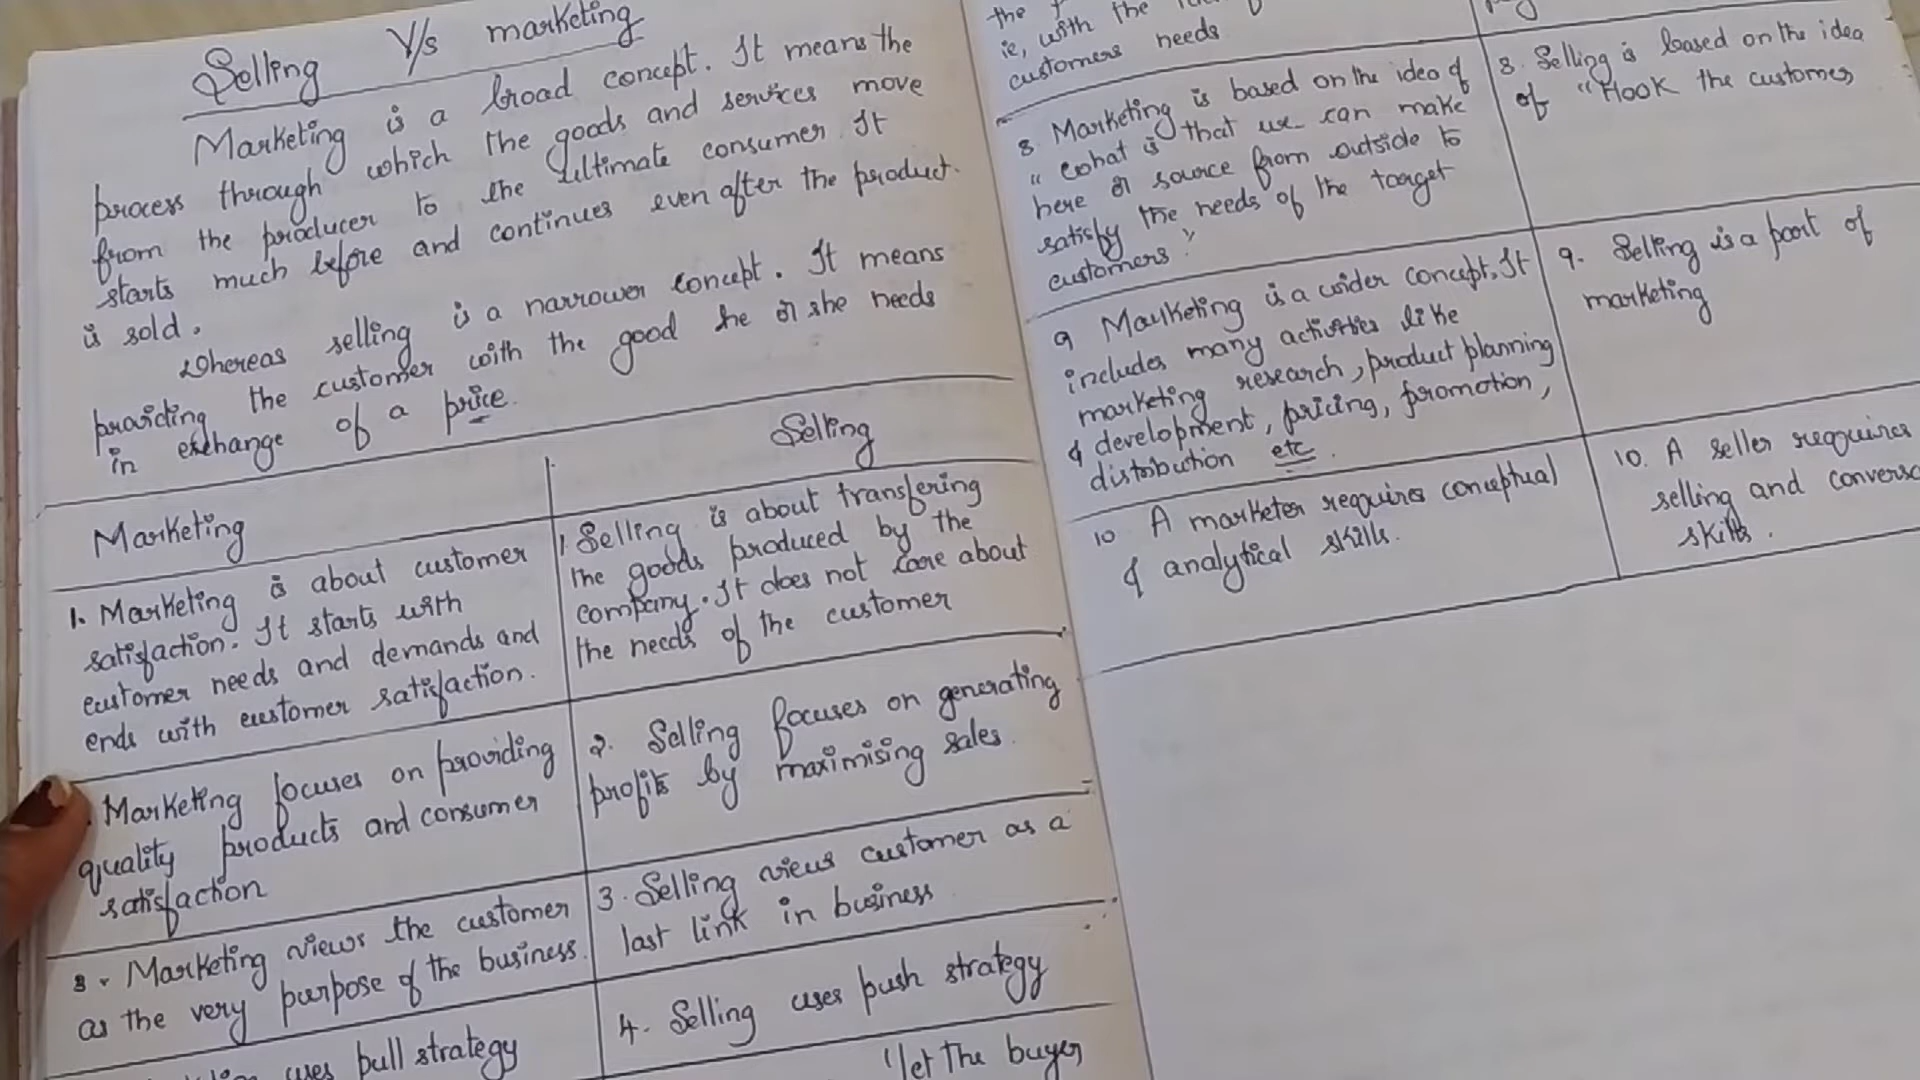 Selling V/s marketing
Marketing is a broad concept. It means the
process through which the goods and services move
from the producer to the ultimate consumer It
starts much before and continues even after the product.
is sold.
Whereas selling is a narrower concept. It means
the customer with the good he or she needs
in exchange of a price.
Marketing
Selling
1. Marketing is about customer
satisfaction. It starts with
customer needs and demands and
ends with customer satisfaction.
1. Selling is about transfering
the goods produced by the
company. It does not care about
the needs of the customer
Marketing focuses on providing
quality products and consumer
satisfaction
2. Selling focuses on generating
profits by maximising sales.
3. Marketing views the customer
as the very purpose of the business.
3. Selling views customer as a
last link in business
uses pull strategy
4. Selling uses push strategy
"let the buyer
the
ie, with the
customers needs
8. Marketing is based on the idea of
"what is that we can make
here or source from outside to
satisfy the needs of the target
customers"
8. Selling is based on the idea
of "Hook the customer
9 Marketing is a wider concept. It
includes many activities like
marketing research, product planning
& development, pricing, promotion,
distribution etc.
9. Selling is a part of
marketing
10 A marketer requires conceptual
& analytical skills.
10. A seller requires
selling and
skills.